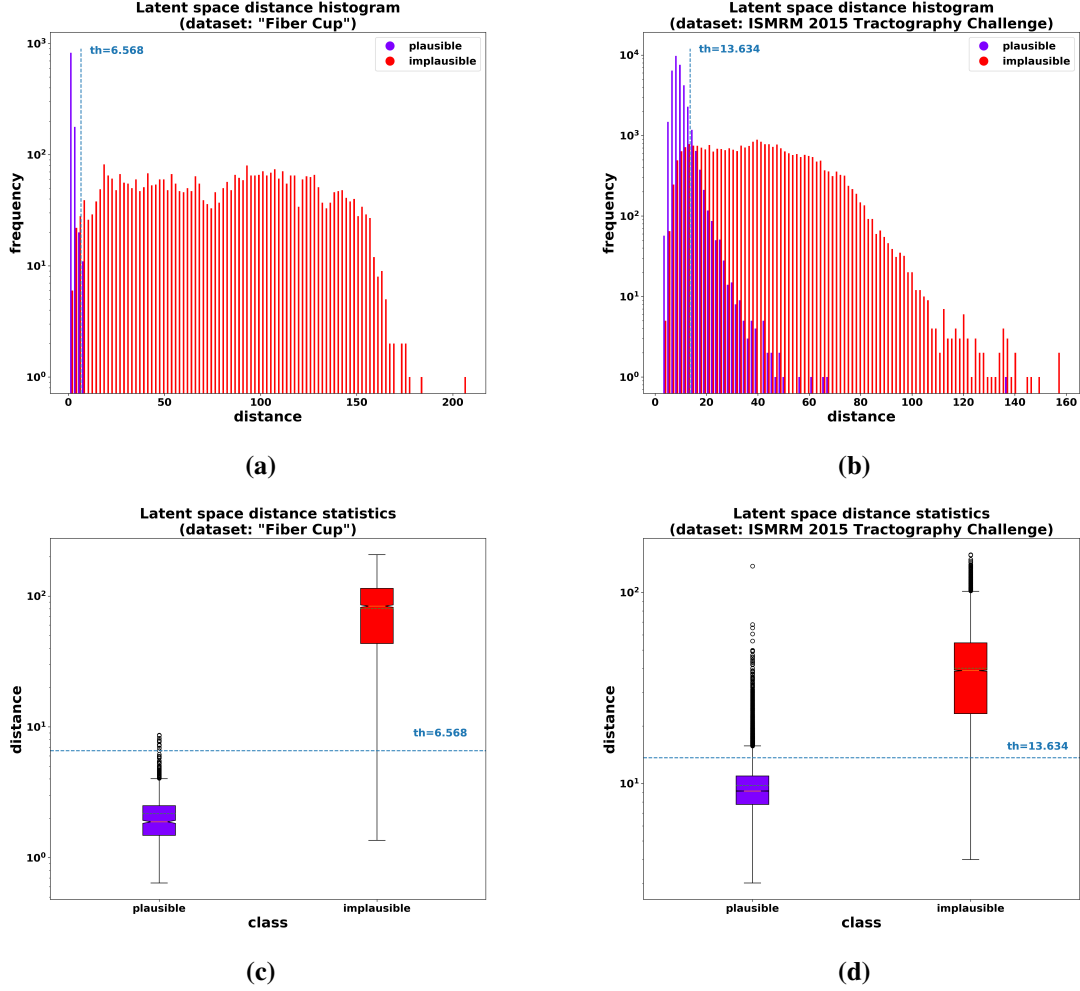 Latent space distance histogram
(dataset: "Fiber Cup")
10³
10²
10¹
10⁰
frequency
th=6.568
plausible
implausible
0 50 100 150 200
distance
(a)
Latent space distance histogram
(dataset: ISMRM 2015 Tractography Challenge)
10⁴
10³
10²
10¹
10⁰
frequency
th=13.634
plausible
implausible
0 20 40 60 80 100 120 140 160
distance
(b)
Latent space distance statistics
(dataset: "Fiber Cup")
10²
10¹
10⁰
distance
th=6.568
plausible implausible
class
(c)
Latent space distance statistics
(dataset: ISMRM 2015 Tractography Challenge)
10²
10¹
distance
th=13.634
plausible implausible
class
(d)